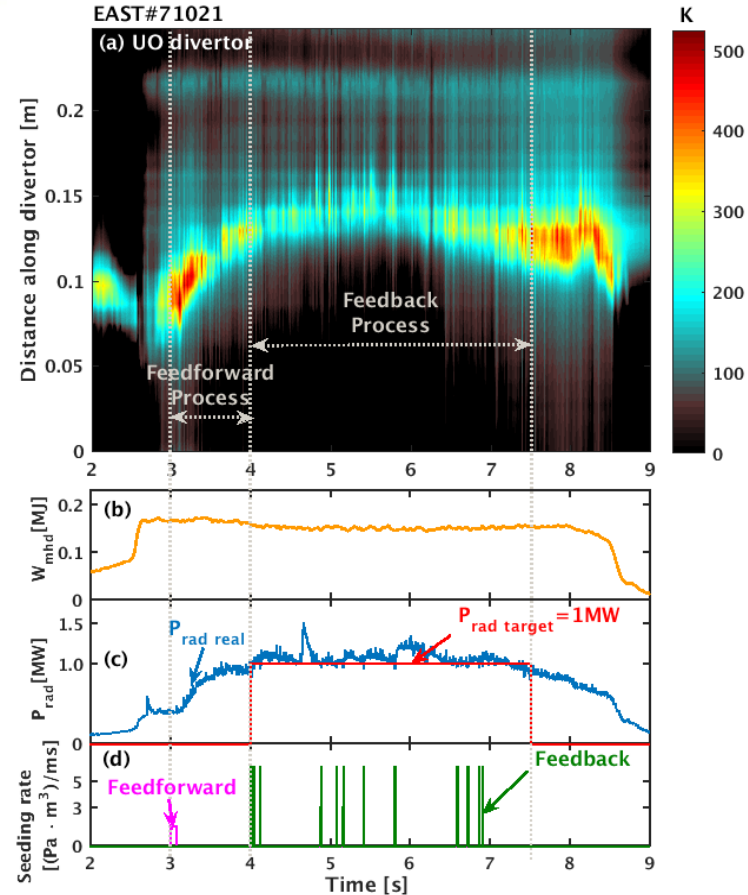 EAST#71021
K
(a) UO divertor
500
400
300
200
100
0
Distance along divertor [m]
0.2
0.15
0.1
0.05
0
Feedback
Process
Feedforward
Process
2 3 4 5 6 7 8 9
(b)
W_mhd[MJ]
0.2
0.1
0
(c)
P_rad[MW]
1.5
1.0
0
P_rad real
P_rad target=1MW
(d)
Seeding rate
[(Pa · m³)/ms]
5
3
0
Feedforward
Feedback
2 3 4 5 6 7 8 9
Time [s]